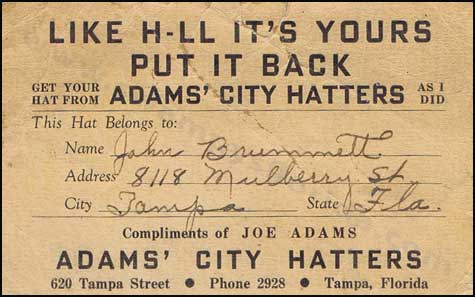 LIKE H-LL IT'S YOURS
PUT IT BACK
GET YOUR HAT FROM ADAMS' CITY HATTERS AS I DID
This Hat Belongs to:
Name John Brummett
Address 8118 Mulberry St.
City Tampa State Fla.
Compliments of JOE ADAMS
ADAMS' CITY HATTERS
620 Tampa Street • Phone 2928 • Tampa, Florida